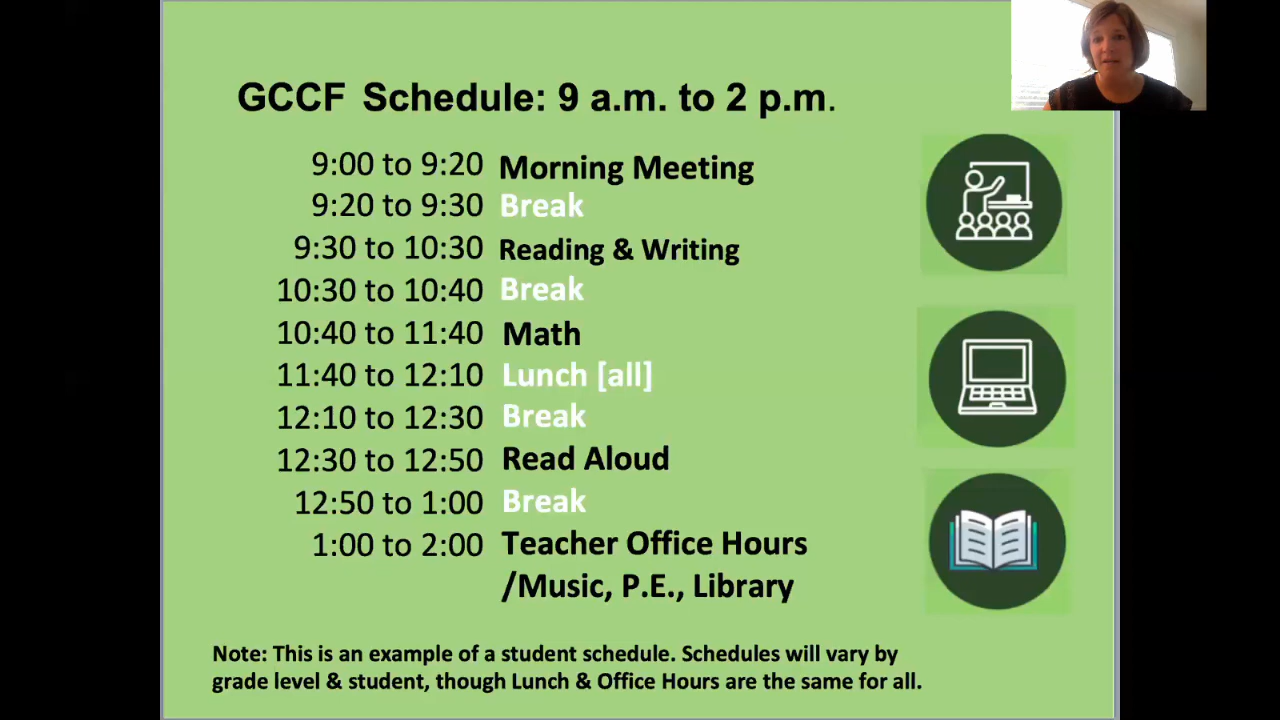 GCCF Schedule: 9 a.m. to 2 p.m.
9:00 to 9:20 Morning Meeting
9:20 to 9:30 Break
9:30 to 10:30 Reading & Writing
10:30 to 10:40 Break
10:40 to 11:40 Math
11:40 to 12:10 Lunch [all]
12:10 to 12:30 Break
12:30 to 12:50 Read Aloud
12:50 to 1:00 Break
1:00 to 2:00 Teacher Office Hours
/Music, P.E., Library
Note: This is an example of a student schedule. Schedules will vary by
grade level & student, though Lunch & Office Hours are the same for all.